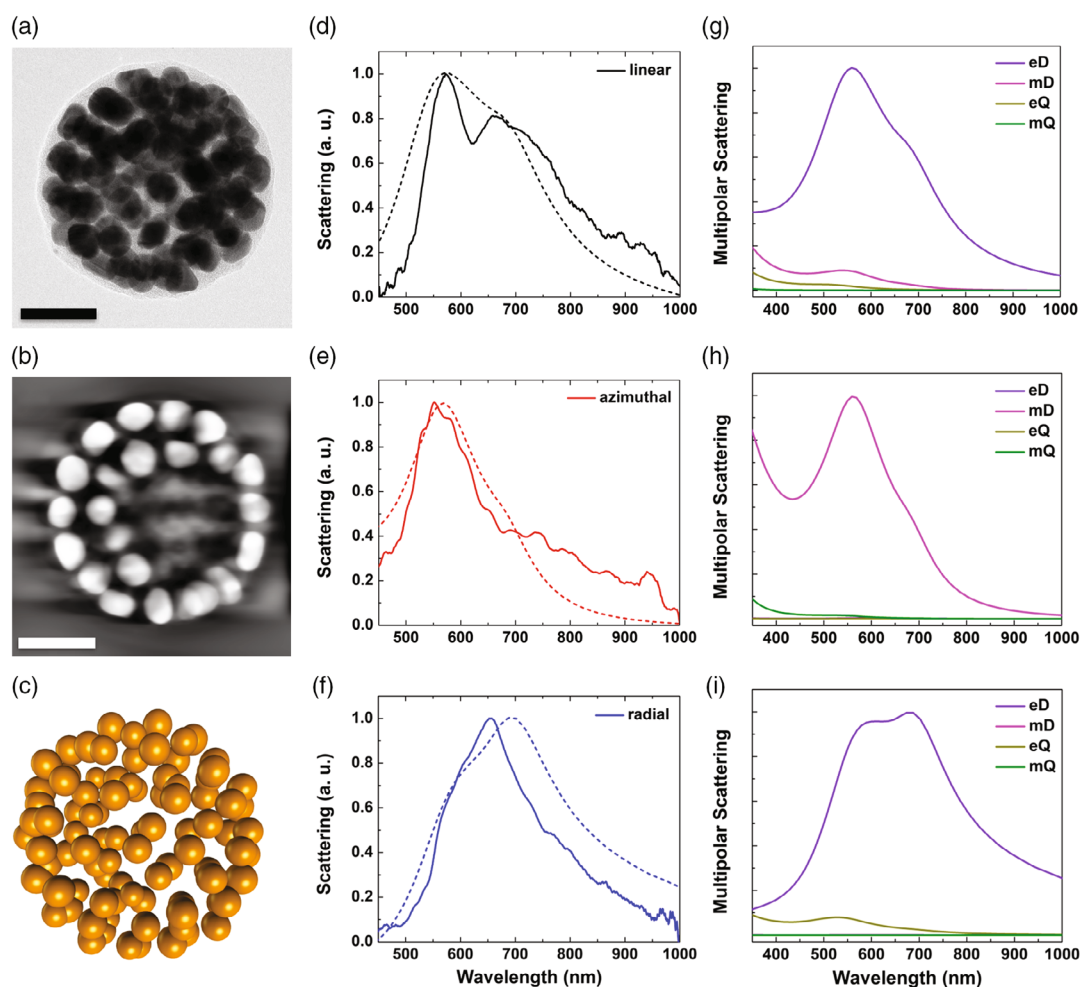 (a)
(b)
(c)
(d)
Scattering (a. u.)
1.0
0.8
0.6
0.4
0.2
0.0
linear
500 600 700 800 900 1000
(e)
Scattering (a. u.)
1.0
0.8
0.6
0.4
0.2
0.0
azimuthal
500 600 700 800 900 1000
(f)
Scattering (a. u.)
1.0
0.8
0.6
0.4
0.2
0.0
radial
500 600 700 800 900 1000
Wavelength (nm)
(g)
Multipolar Scattering
eD
mD
eQ
mQ
400 500 600 700 800 900 1000
(h)
Multipolar Scattering
eD
mD
eQ
mQ
400 500 600 700 800 900 1000
(i)
Multipolar Scattering
eD
mD
eQ
mQ
400 500 600 700 800 900 1000
Wavelength (nm)